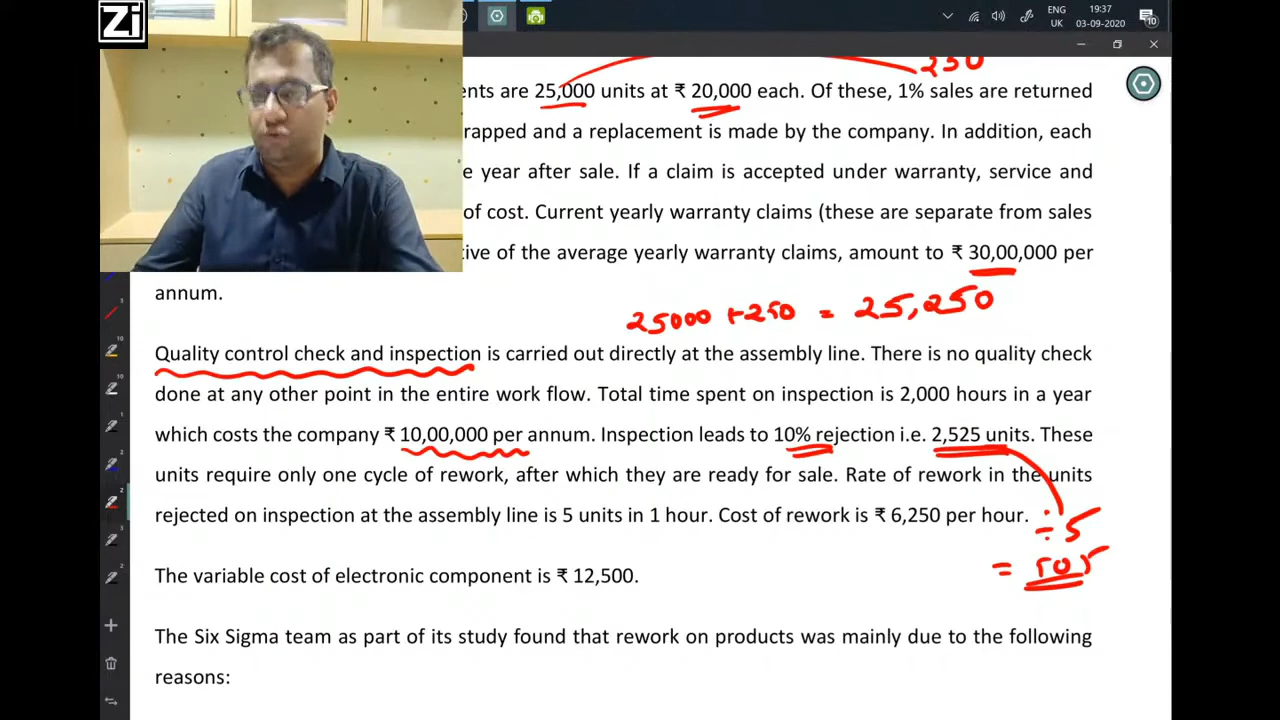 Zi
ENG
UK
19:37
03-09-2020
10
250
ents are 25,000 units at ₹ 20,000 each. Of these, 1% sales are returned
rapped and a replacement is made by the company. In addition, each
e year after sale. If a claim is accepted under warranty, service and
of cost. Current yearly warranty claims (these are separate from sales
tive of the average yearly warranty claims, amount to ₹ 30,00,000 per
annum.
25000 + 250 = 25,250
Quality control check and inspection is carried out directly at the assembly line. There is no quality check
done at any other point in the entire work flow. Total time spent on inspection is 2,000 hours in a year
which costs the company ₹ 10,00,000 per annum. Inspection leads to 10% rejection i.e. 2,525 units. These
units require only one cycle of rework, after which they are ready for sale. Rate of rework in the units
rejected on inspection at the assembly line is 5 units in 1 hour. Cost of rework is ₹ 6,250 per hour.
÷ 5
= 505
The variable cost of electronic component is ₹ 12,500.
The Six Sigma team as part of its study found that rework on products was mainly due to the following
reasons: